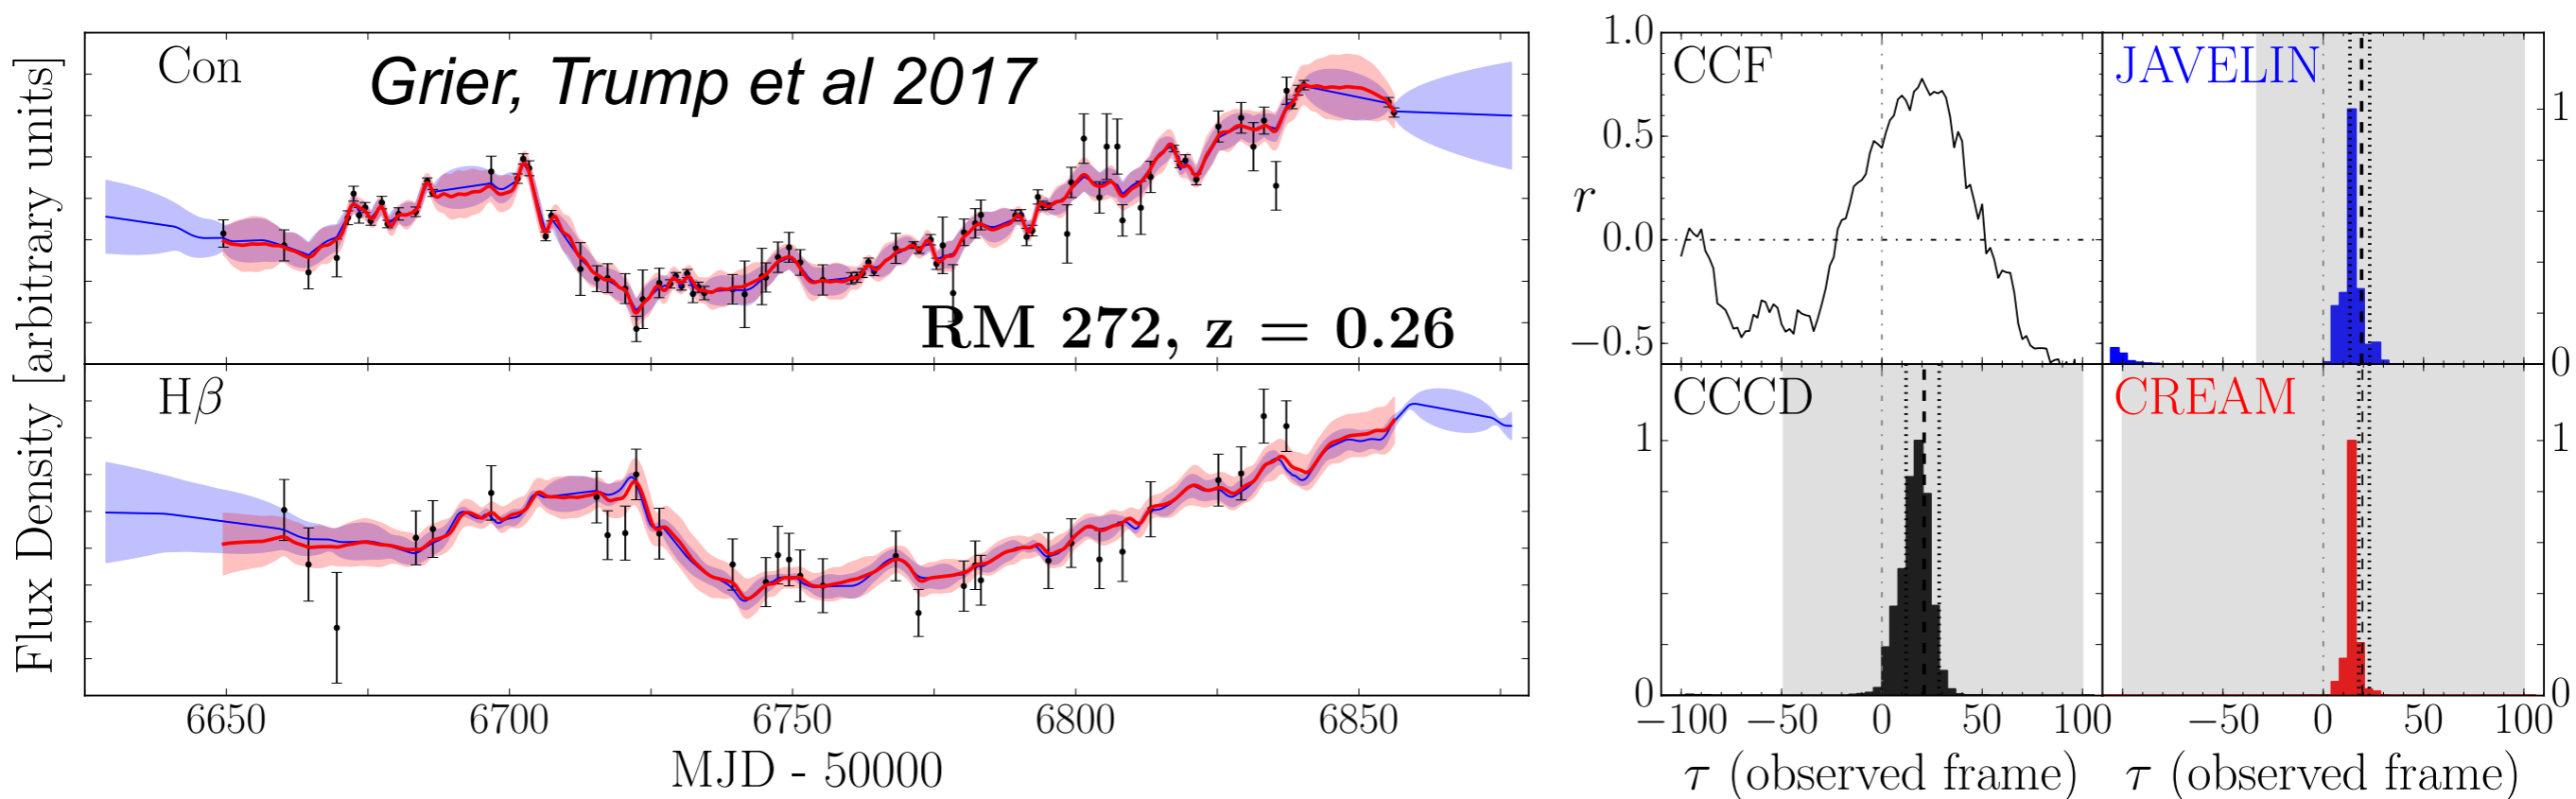 Flux Density [arbitrary units]
Con
Grier, Trump et al 2017
RM 272, z = 0.26
Hβ
6650 6700 6750 6800 6850
MJD - 50000
r
1.0
0.5
0.0
−0.5
CCF
JAVELIN
1
0
CCCD
1
0
CREAM
0
1
0
−100 −50 0 50 100
τ (observed frame)
−50 0 50 100
τ (observed frame)